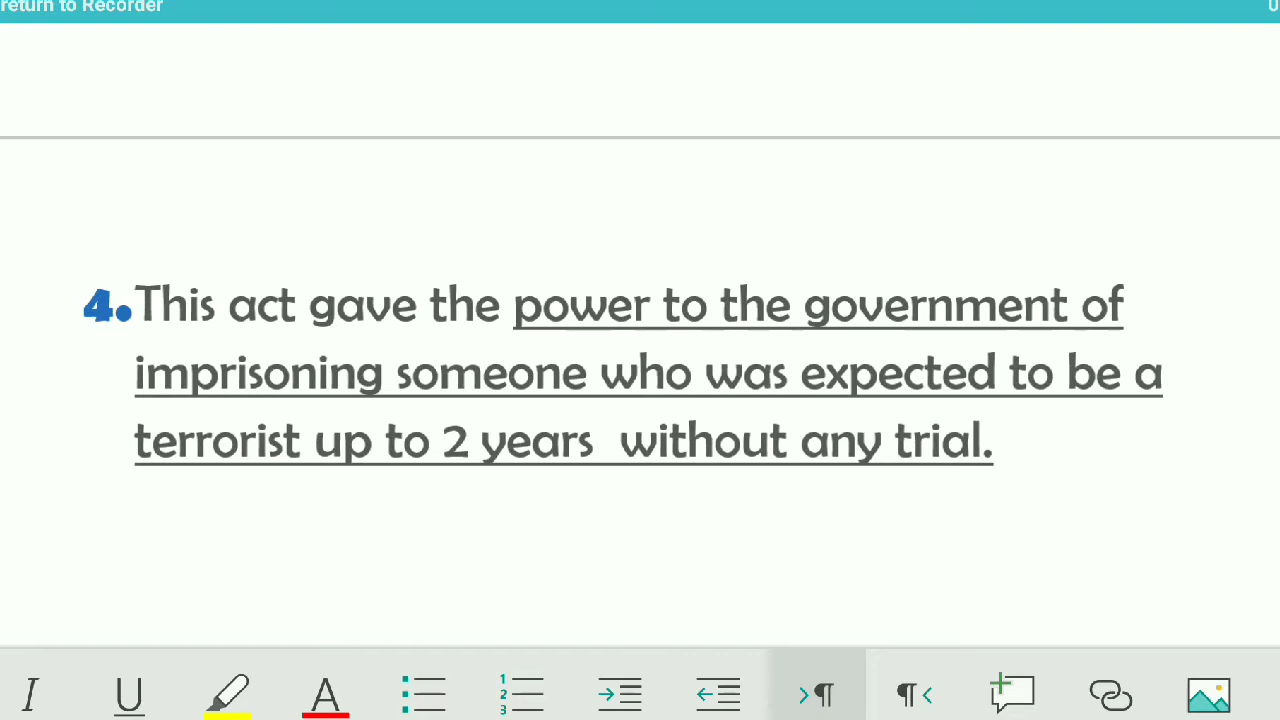 return to Recorder
4.This act gave the power to the government of
imprisoning someone who was expected to be a
terrorist up to 2 years  without any trial.